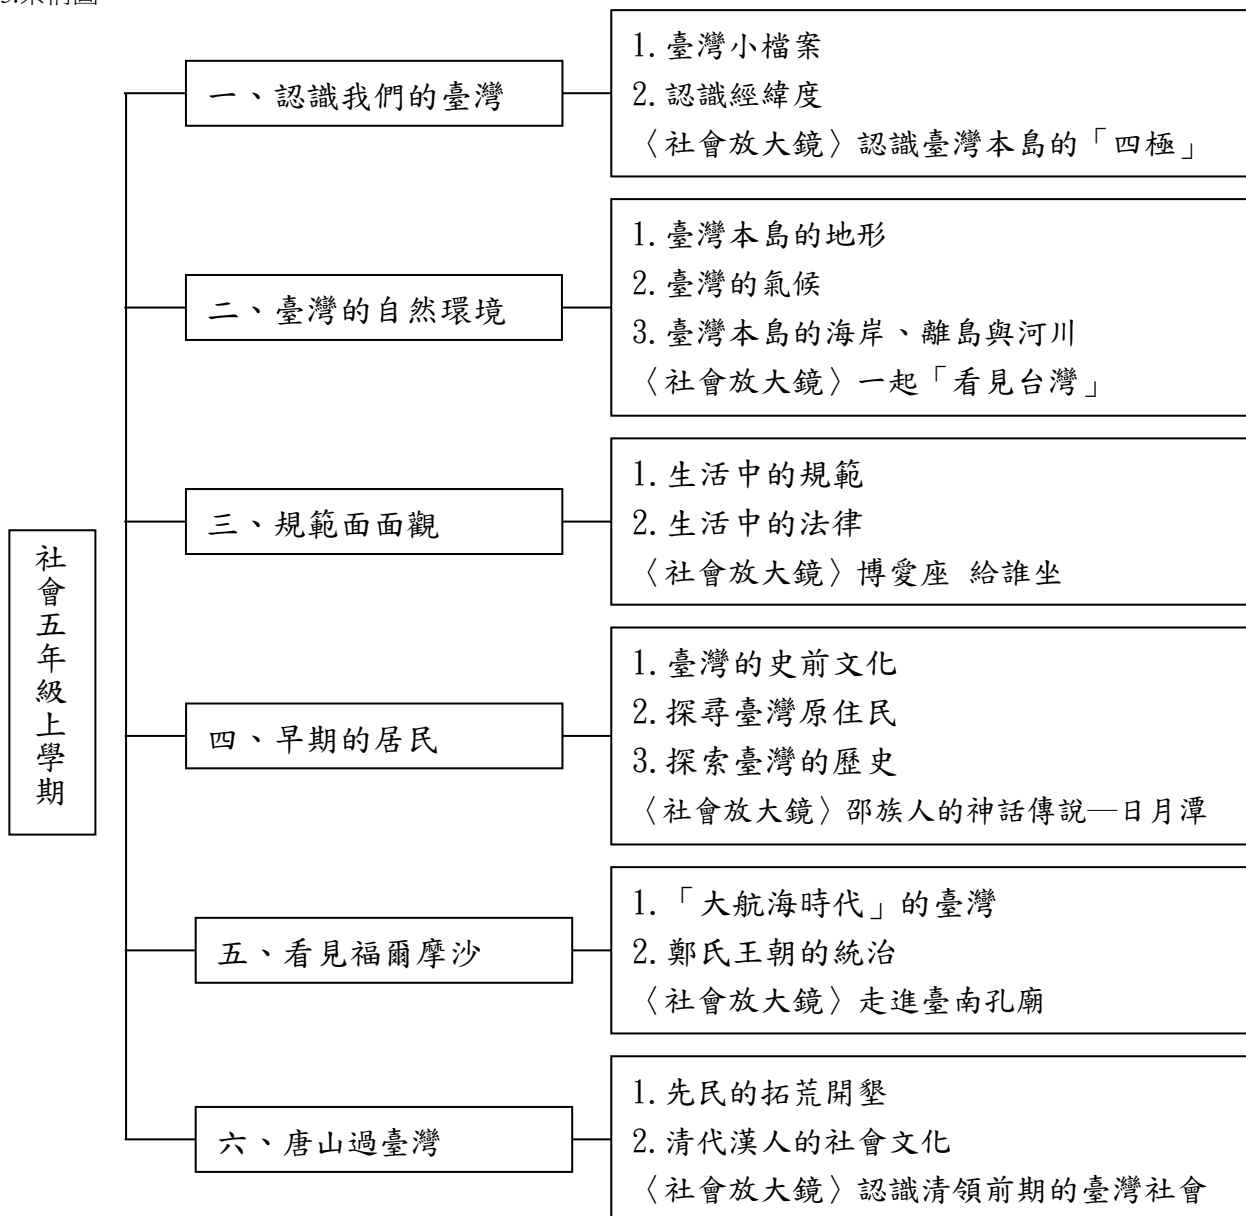 社會五年級上學期
一、認識我們的臺灣
1.臺灣小檔案
2.認識經緯度
〈社會放大鏡〉認識臺灣本島的「四極」
二、臺灣的自然環境
1.臺灣本島的地形
2.臺灣的氣候
3.臺灣本島的海岸、離島與河川
〈社會放大鏡〉一起「看見台灣」
三、規範面面觀
1.生活中的規範
2.生活中的法律
〈社會放大鏡〉博愛座 給誰坐
四、早期的居民
1.臺灣的史前文化
2.探尋臺灣原住民
3.探索臺灣的歷史
〈社會放大鏡〉邵族人的神話傳說—日月潭
五、看見福爾摩沙
1.「大航海時代」的臺灣
2.鄭氏王朝的統治
〈社會放大鏡〉走進臺南孔廟
六、唐山過臺灣
1.先民的拓荒開墾
2.清代漢人的社會文化
〈社會放大鏡〉認識清領前期的臺灣社會